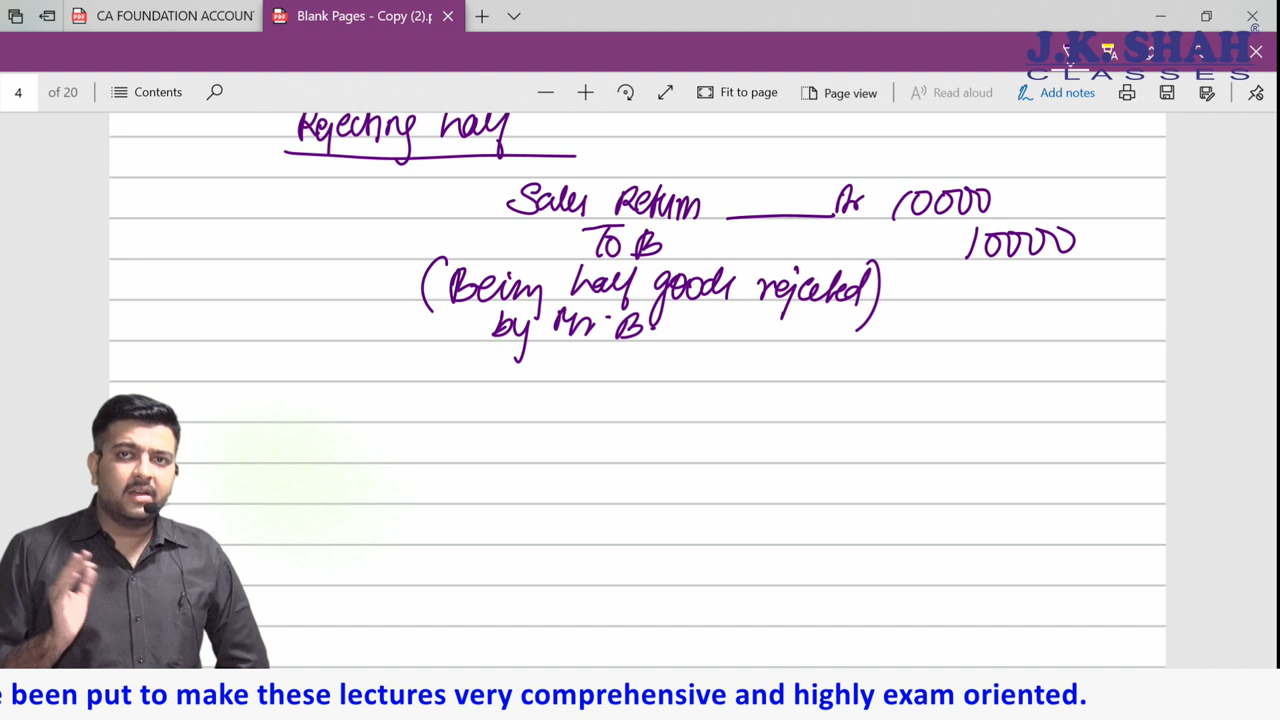 CA FOUNDATION ACCOUN
Blank Pages - Copy (2).p
J.K. SHAH ®
CLASSES
4 of 20 Contents Fit to page Page view Read aloud Add notes
Rejecting half
Sales Return ______ Dr 10000
To B 10000
(Being half goods rejected)
by Mr. B.
e been put to make these lectures very comprehensive and highly exam oriented.